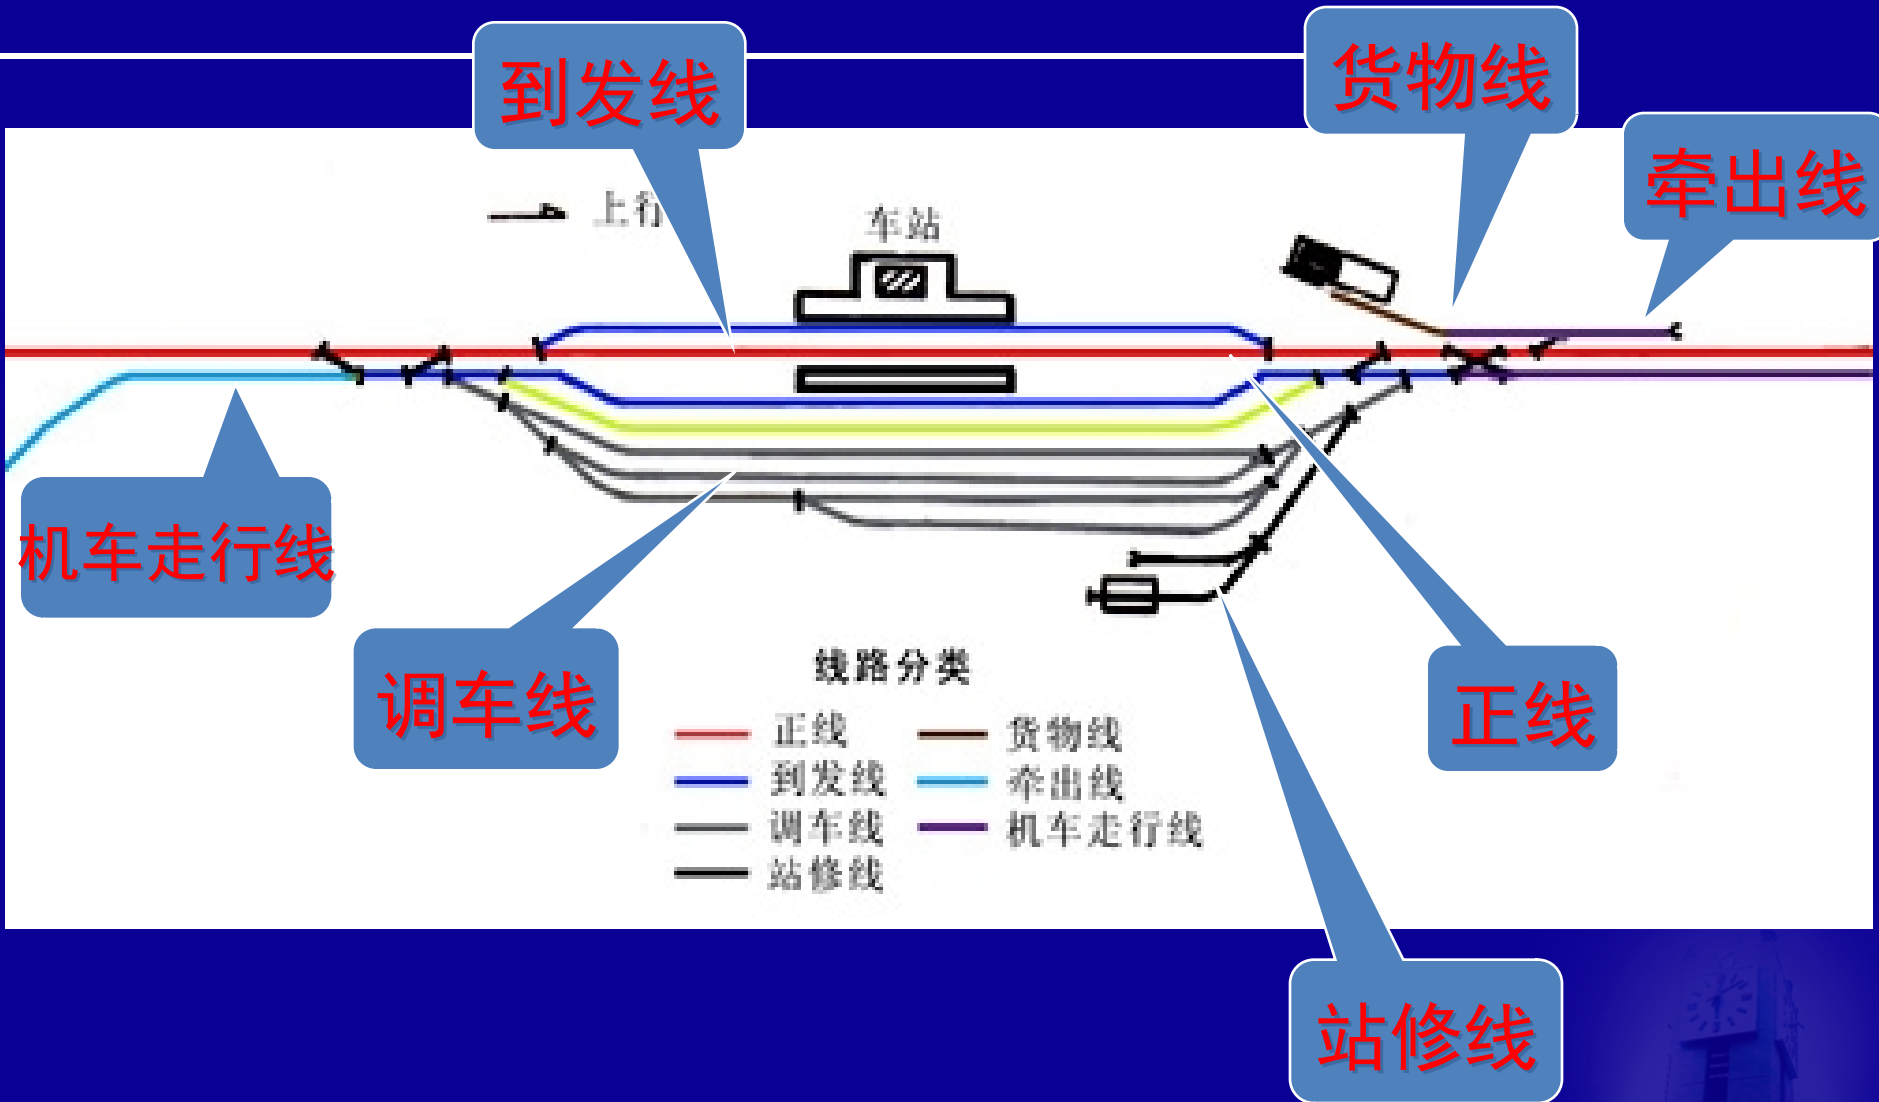 到发线
货物线
牵出线
上行
车站
机车走行线
调车线
正线
线路分类
正线
货物线
到发线
牵出线
调车线
机车走行线
站修线
站修线